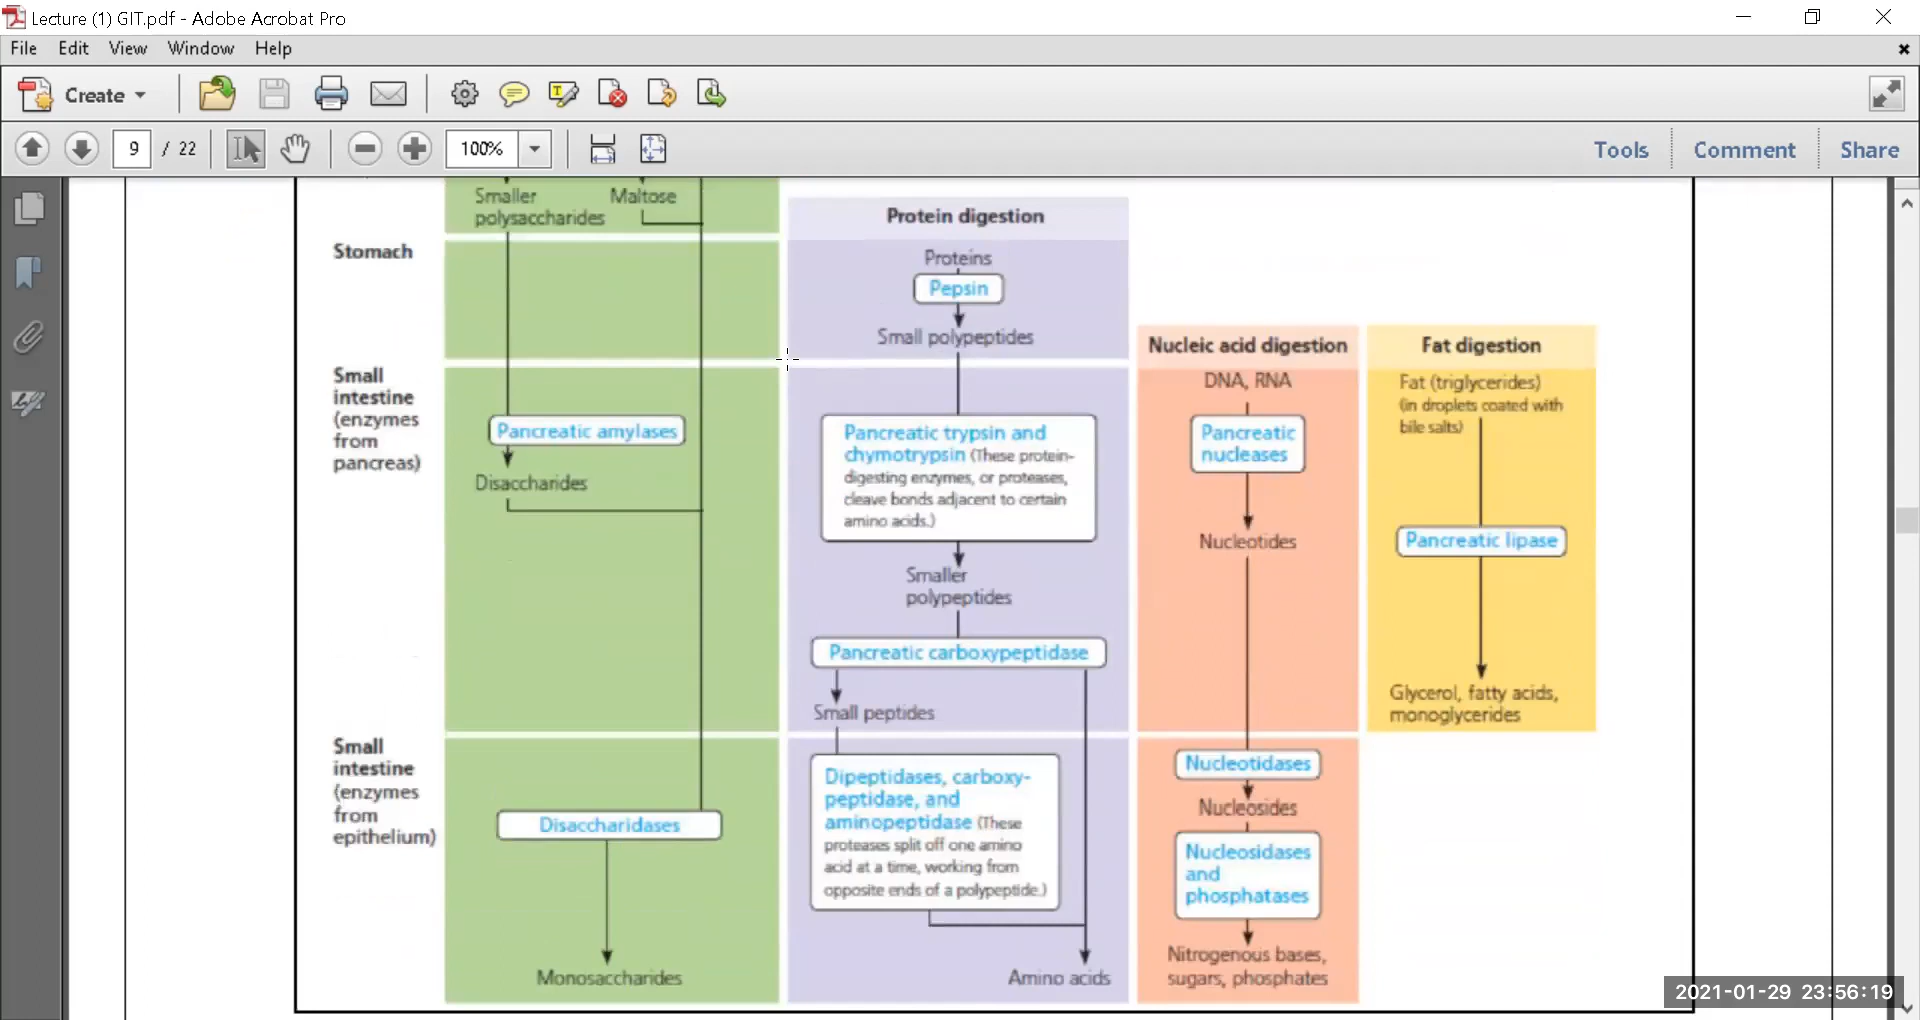 Lecture (1) GIT.pdf - Adobe Acrobat Pro
File Edit View Window Help
Create
9 / 22 100% Tools Comment Share
Smaller
polysaccharides
Maltose
Stomach
Small
intestine
(enzymes
from
pancreas)
Pancreatic amylases
Disaccharides
Small
intestine
(enzymes
from
epithelium)
Disaccharidases
Monosaccharides
Protein digestion
Proteins
Pepsin
Small polypeptides
Pancreatic trypsin and
chymotrypsin (These protein-
digesting enzymes, or proteases,
cleave bonds adjacent to certain
amino acids.)
Smaller
polypeptides
Pancreatic carboxypeptidase
Small peptides
Dipeptidases, carboxy-
peptidase, and
aminopeptidase (These
proteases split off one amino
acid at a time, working from
opposite ends of a polypeptide.)
Amino acids
Nucleic acid digestion
DNA, RNA
Pancreatic
nucleases
Nucleotides
Nucleotidases
Nucleosides
Nucleosidases
and
phosphatases
Nitrogenous bases,
sugars, phosphates
Fat digestion
Fat (triglycerides)
(in droplets coated with
bile salts)
Pancreatic lipase
Glycerol, fatty acids,
monoglycerides
2021-01-29 23:56:19